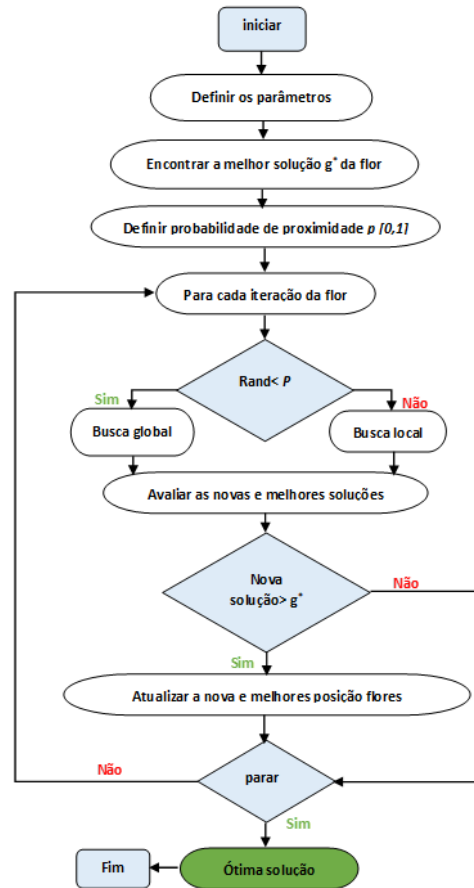 iniciar
Definir os parâmetros
Encontrar a melhor solução g* da flor
Definir probabilidade de proximidade p [0,1]
Para cada iteração da flor
Rand< P
Sim
Não
Busca global
Busca local
Avaliar as novas e melhores soluções
Nova
solução> g*
Não
Sim
Atualizar a nova e melhores posição flores
Não
parar
Sim
Fim
Ótima solução